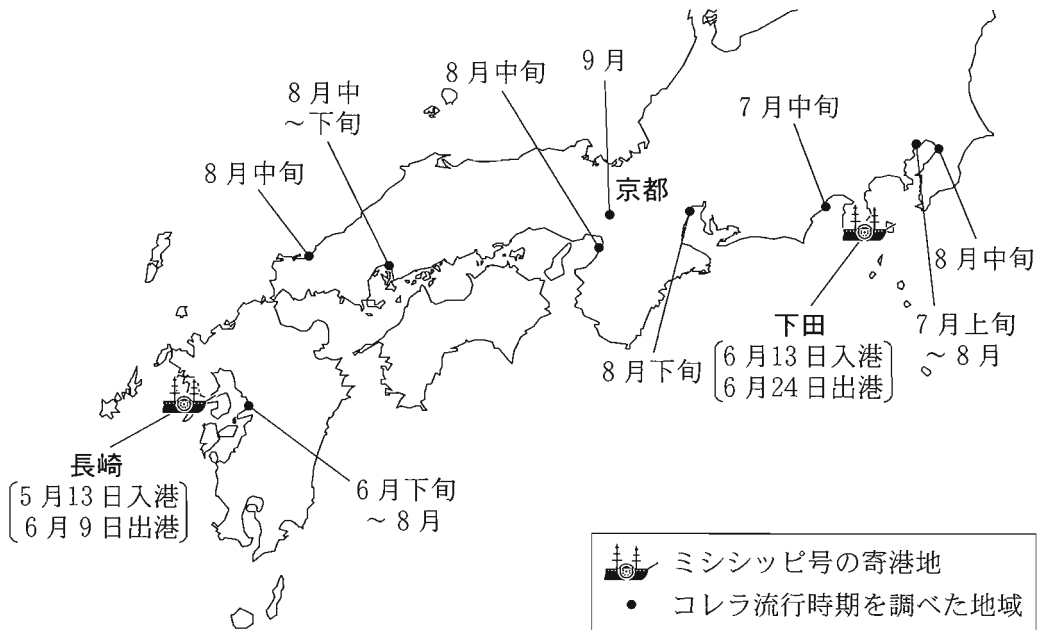 8月中
～下旬
8月中旬
9月
7月中旬
8月中旬
京都
8月中旬
下田
〔6月13日入港
6月24日出港〕
7月上旬
～8月
8月下旬
長崎
〔5月13日入港
6月9日出港〕
6月下旬
～8月
ミシシッピ号の寄港地
コレラ流行時期を調べた地域